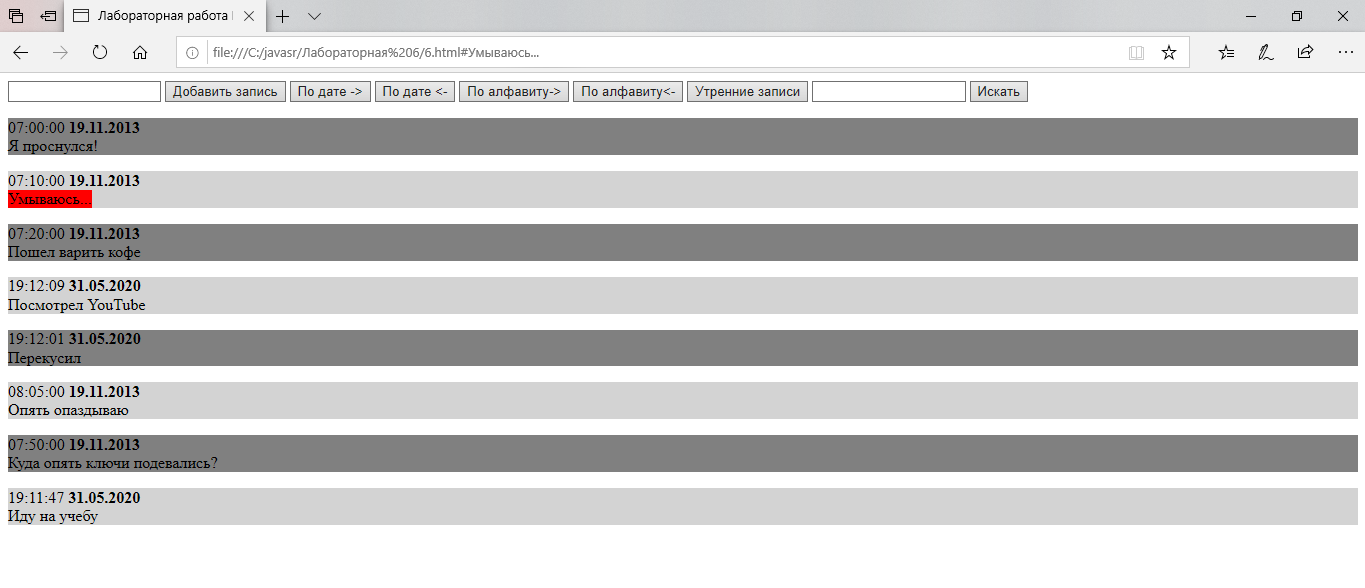 Лабораторная работа
file:///C:/javasr/Лабораторная%206/6.html#Умываюсь...
Добавить запись По дате -> По дате <- По алфавиту-> По алфавиту<- Утренние записи Искать
07:00:00 19.11.2013
Я проснулся!
07:10:00 19.11.2013
Умываюсь...
07:20:00 19.11.2013
Пошел варить кофе
19:12:09 31.05.2020
Посмотрел YouTube
19:12:01 31.05.2020
Перекусил
08:05:00 19.11.2013
Опять опаздываю
07:50:00 19.11.2013
Куда опять ключи подевались?
19:11:47 31.05.2020
Иду на учебу